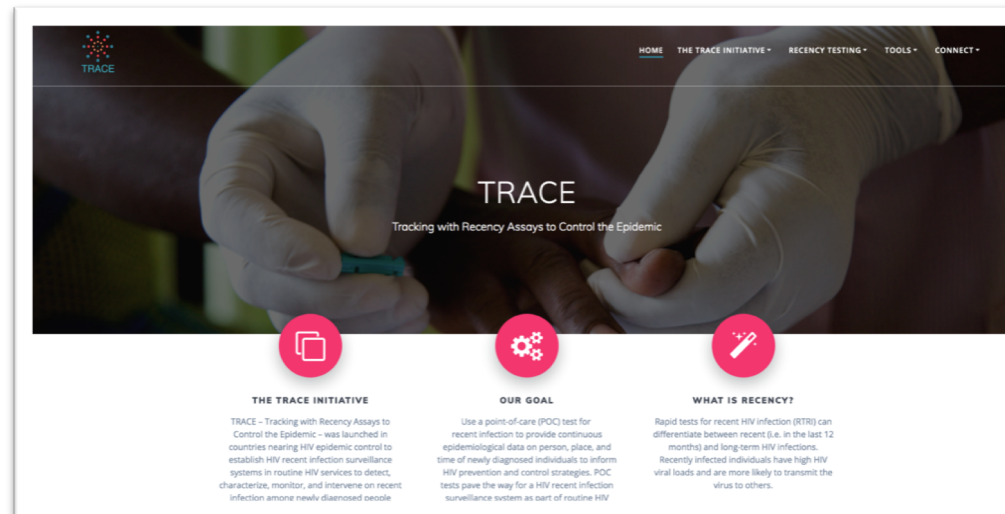 TRACE
HOME THE TRACE INITIATIVE RECENCY TESTING TOOLS CONNECT
TRACE
Tracking with Recency Assays to Control the Epidemic
THE TRACE INITIATIVE
TRACE – Tracking with Recency Assays to
Control the Epidemic – was launched in
countries nearing HIV epidemic control to
establish HIV recent infection surveillance
systems in routine HIV services to detect,
characterize, monitor, and intervene on recent
infection among newly diagnosed people
OUR GOAL
Use a point-of-care (POC) test for
recent infection to provide continuous
epidemiological data on person, place, and
time of newly diagnosed individuals to inform
HIV prevention and control strategies. POC
tests pave the way for a HIV recent infection
surveillance system as part of routine HIV
WHAT IS RECENCY?
Rapid tests for recent HIV infection (RTRI) can
differentiate between recent (i.e. in the last 12
months) and long-term HIV infections.
Recently infected individuals have high HIV
viral loads and are more likely to transmit the
virus to others.